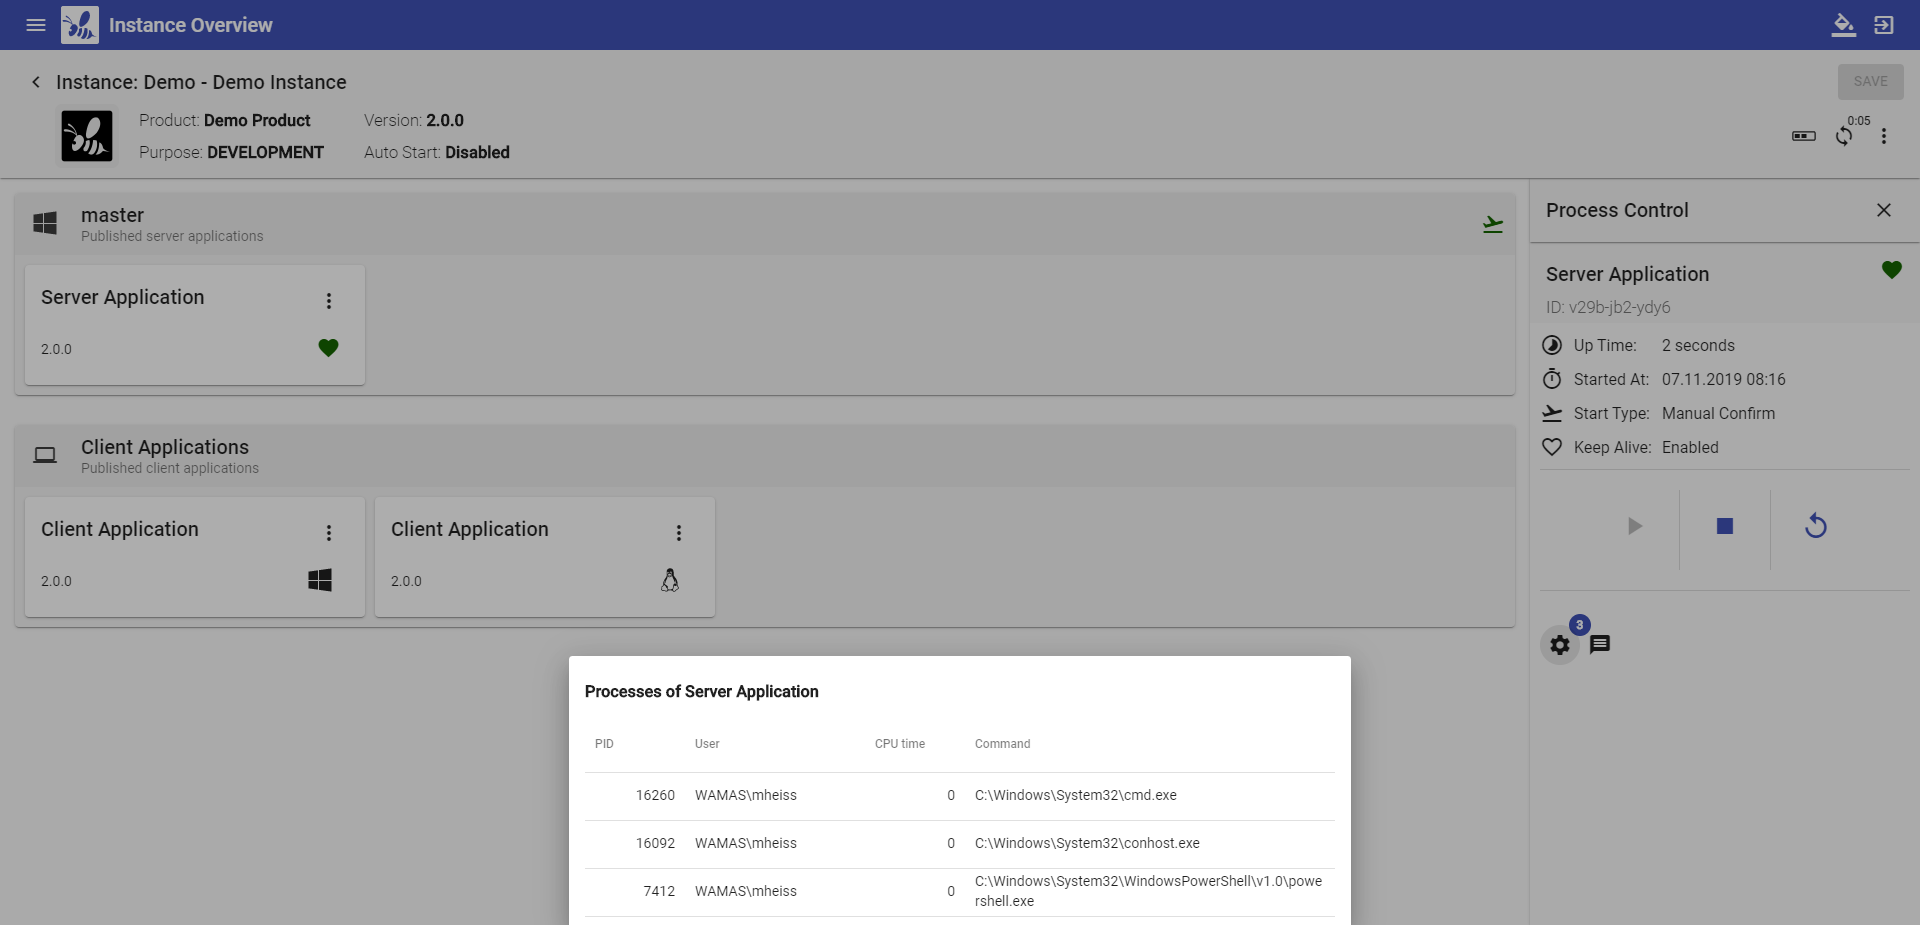 Instance Overview
Instance: Demo - Demo Instance
SAVE
Product: Demo Product Version: 2.0.0
0:05
Purpose: DEVELOPMENT Auto Start: Disabled
master
Published server applications
Server Application
2.0.0
Client Applications
Published client applications
Client Application
2.0.0
Client Application
2.0.0
Process Control
Server Application
ID: v29b-jb2-ydy6
Up Time: 2 seconds
Started At: 07.11.2019 08:16
Start Type: Manual Confirm
Keep Alive: Enabled
3
Processes of Server Application
PID User CPU time Command
16260 WAMAS\mheiss 0 C:\Windows\System32\cmd.exe
16092 WAMAS\mheiss 0 C:\Windows\System32\conhost.exe
7412 WAMAS\mheiss 0 C:\Windows\System32\WindowsPowerShell\v1.0\powe
rshell.exe